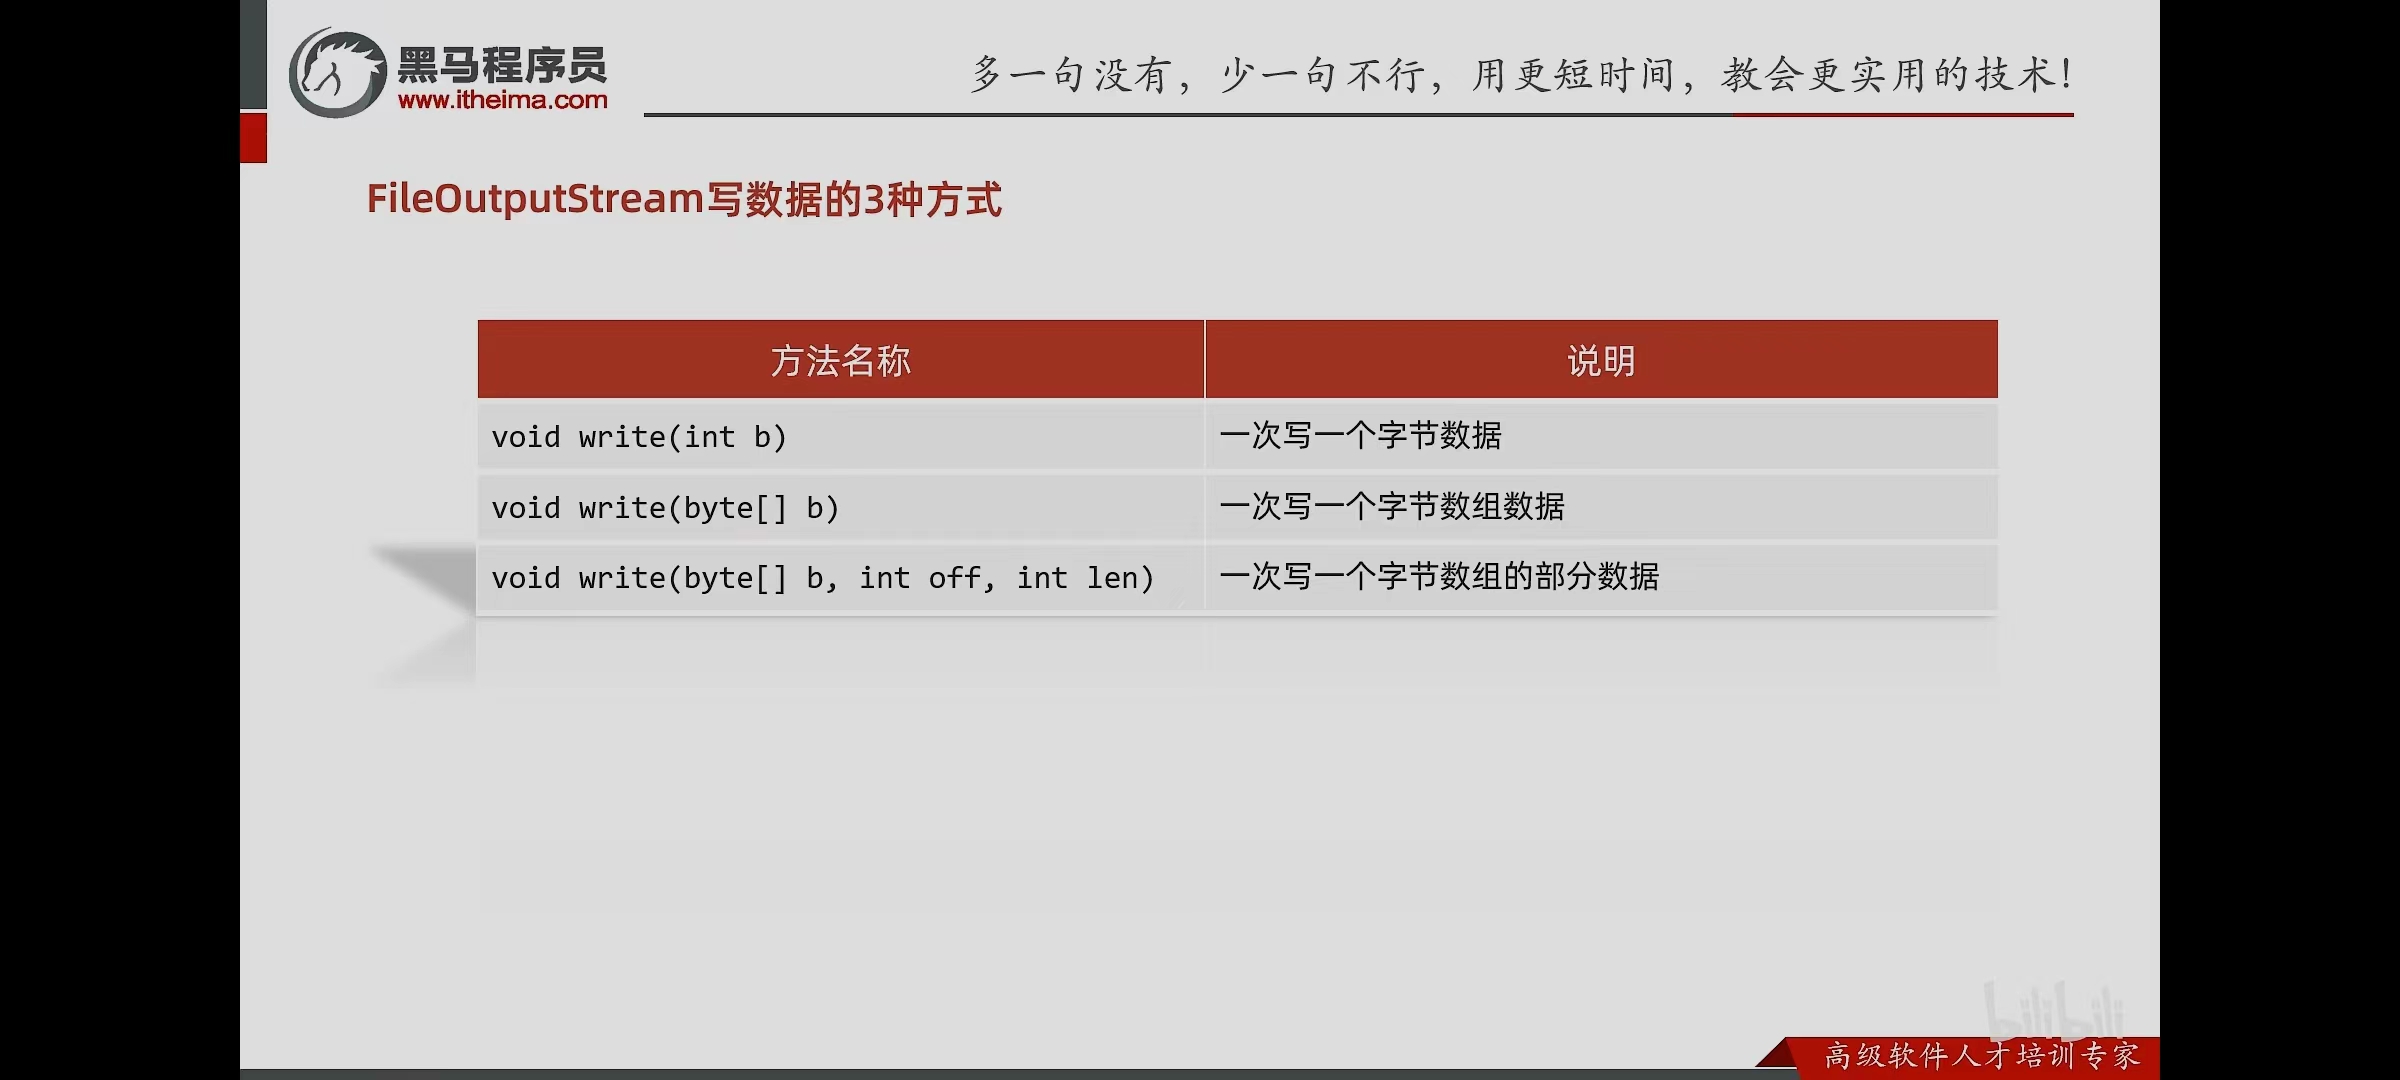 黑马程序员
www.itheima.com
多一句没有，少一句不行，用更短时间，教会更实用的技术！
FileOutputStream写数据的3种方式
方法名称 说明
void write(int b) 一次写一个字节数据
void write(byte[] b) 一次写一个字节数组数据
void write(byte[] b, int off, int len) 一次写一个字节数组的部分数据
bilibili
高级软件人才培训专家